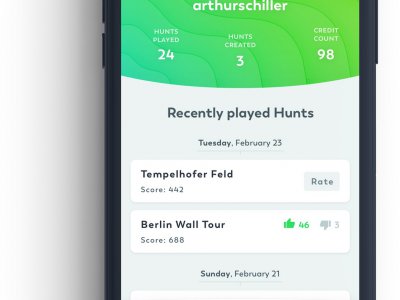 arthurschiller
HUNTS
PLAYED
24
HUNTS
CREATED
3
CREDIT
COUNT
98
Recently played Hunts
Tuesday, February 23
Tempelhofer Feld
Score: 442
Rate
Berlin Wall Tour
Score: 688
46
3
Sunday, February 21